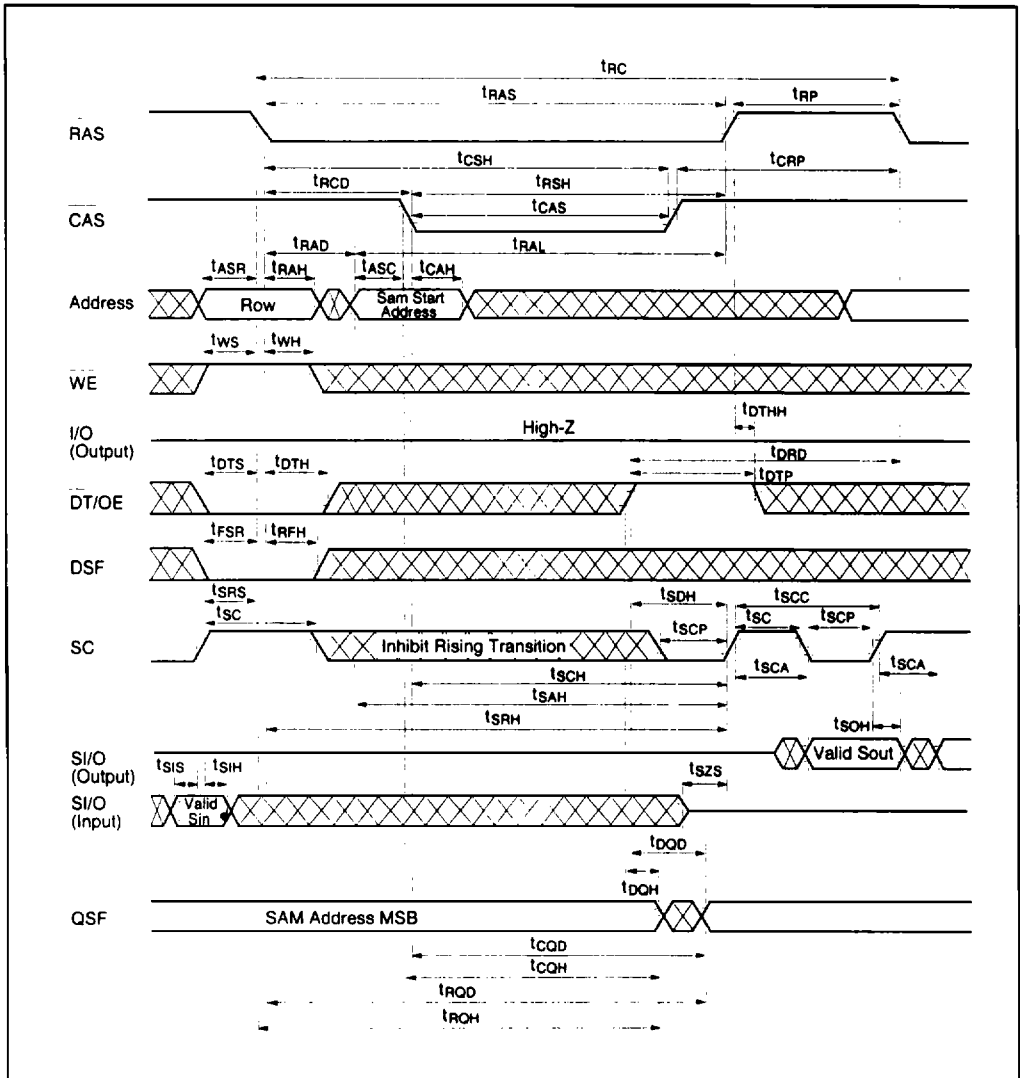 tRC
tRAS
tRP
RAS
tCSH
tCRP
tRCD
tRSH
CAS
tCAS
tRAD
tRAL
tASR
tRAH
tASC
tCAH
Address
Row
Sam Start
Address
tWS
tWH
WE
tDTHH
I/O
(Output)
High-Z
tDRD
tDTS
tDTH
tDTP
DT/OE
tFSR
tRFH
DSF
tSRS
tSC
tSDH
tSCC
tSC
tSCP
tSCP
SC
Inhibit Rising Transition
tSCH
tSCA
tSCA
tSAH
tSRH
tSOH
SI/O
(Output)
Valid Sout
tSIS
tSIH
tSZS
SI/O
(Input)
Valid
Sin
tDQD
tDQH
QSF
SAM Address MSB
tCQD
tCQH
tRQD
tRQH